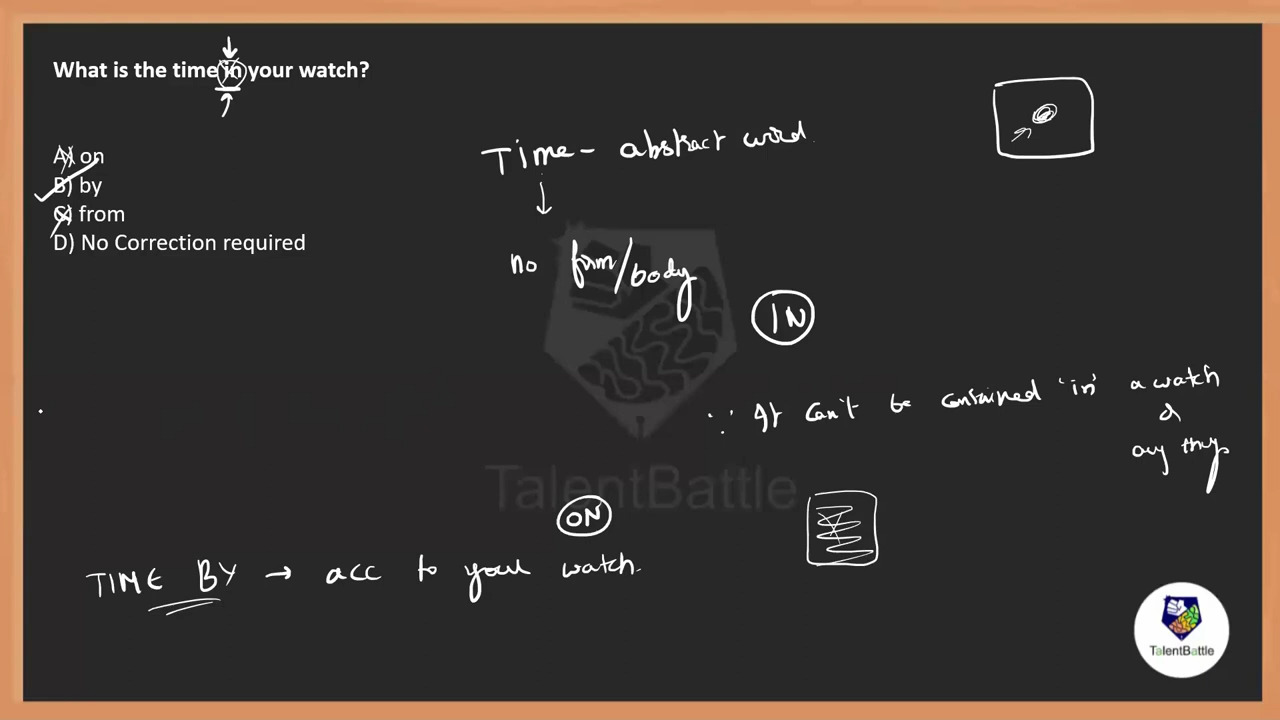 What is the time in your watch?
A) on
B) by
C) from
D) No Correction required
Time - abstract word
no form/body
IN
∵ It can't be contained 'in' a watch
or
any thing
TalentBattle
ON
TIME BY → acc to your watch
TalentBattle